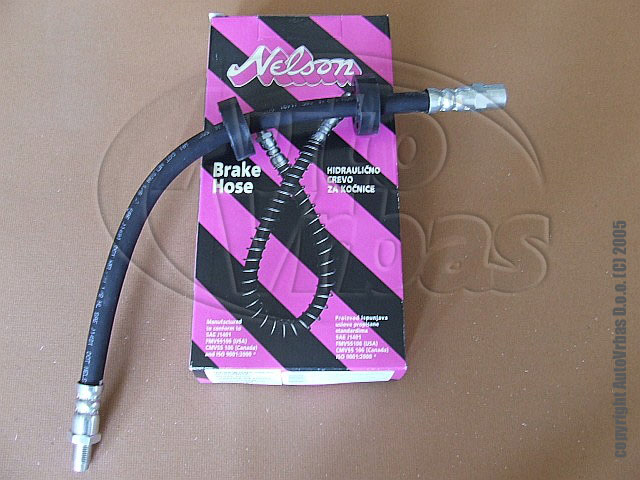 Nelson
Brake
Hose
HIDRAULIČNO
CREVO
ZA KOČNICE
Manufactured
to conform to
SAE J1401
FMVSS106 (USA)
CMVSS 106 (Canada)
and ISO 9001:2000 *
Proizvod ispunjava
uslove propisane
standardima
SAE J1401
FMVSS106 (USA)
CMVSS 106 (Canada)
ISO 9001:2000 *
Auto
Vrbas
copyright AutoVrbas D.o.o. (C) 2005